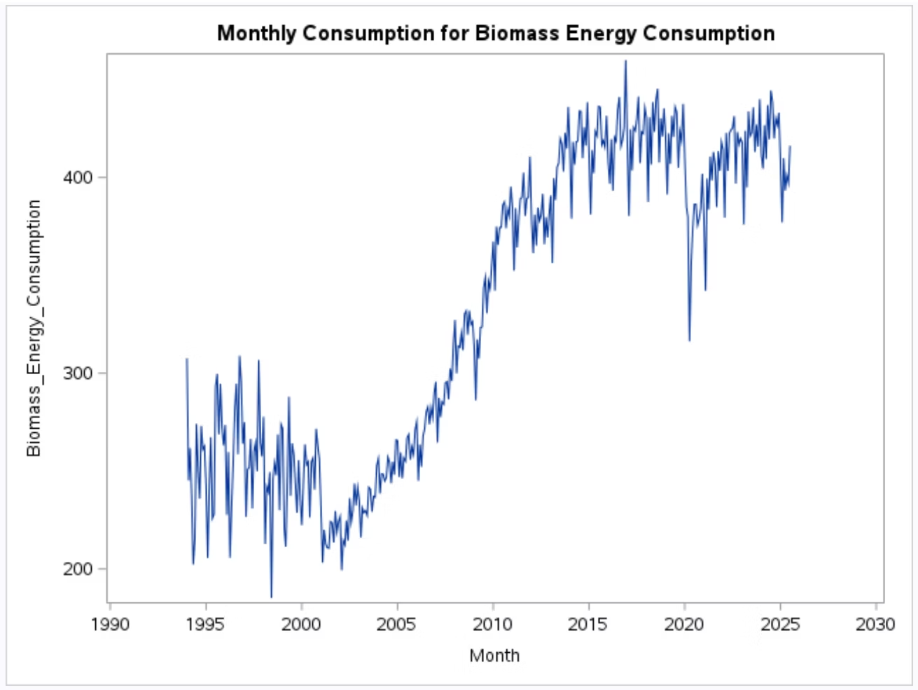 Monthly Consumption for Biomass Energy Consumption
Biomass_Energy_Consumption
400
300
200
1990 1995 2000 2005 2010 2015 2020 2025 2030
Month